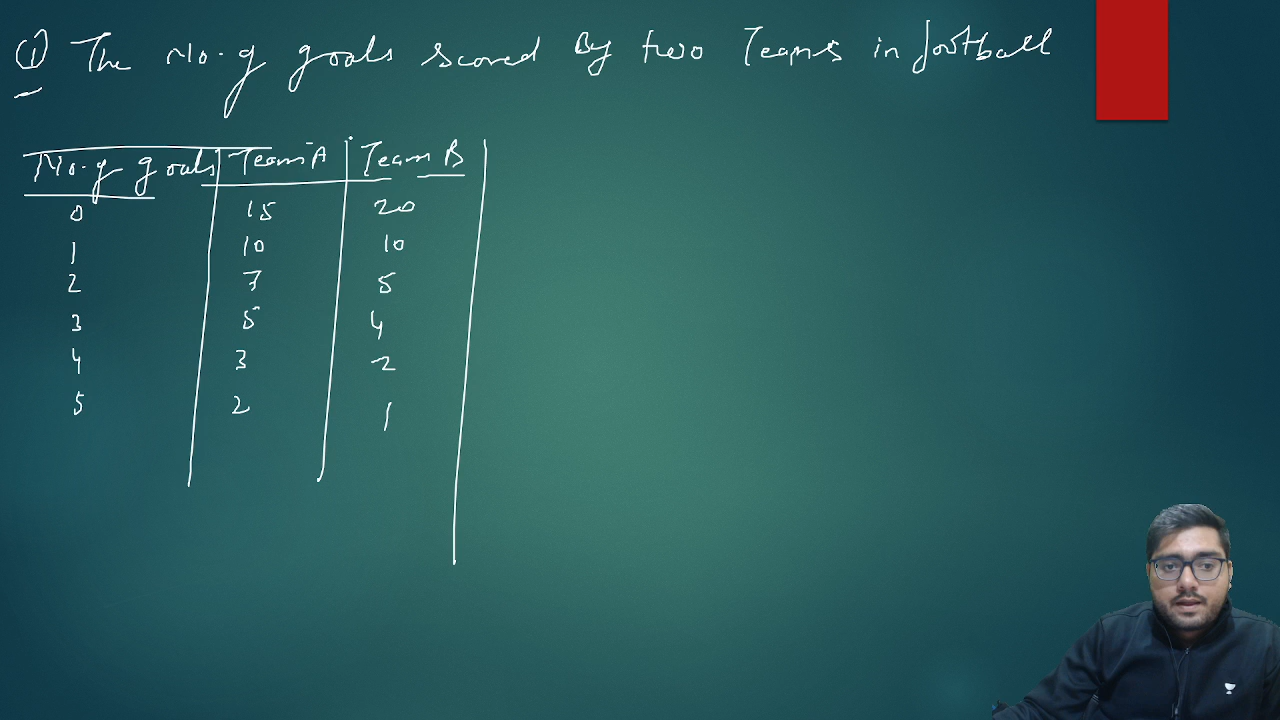 ① The No. of goals scored By two Teams in football
No. of goals Team A Team B
0 15 20
1 10 10
2 7 5
3 5 4
4 3 2
5 2 1